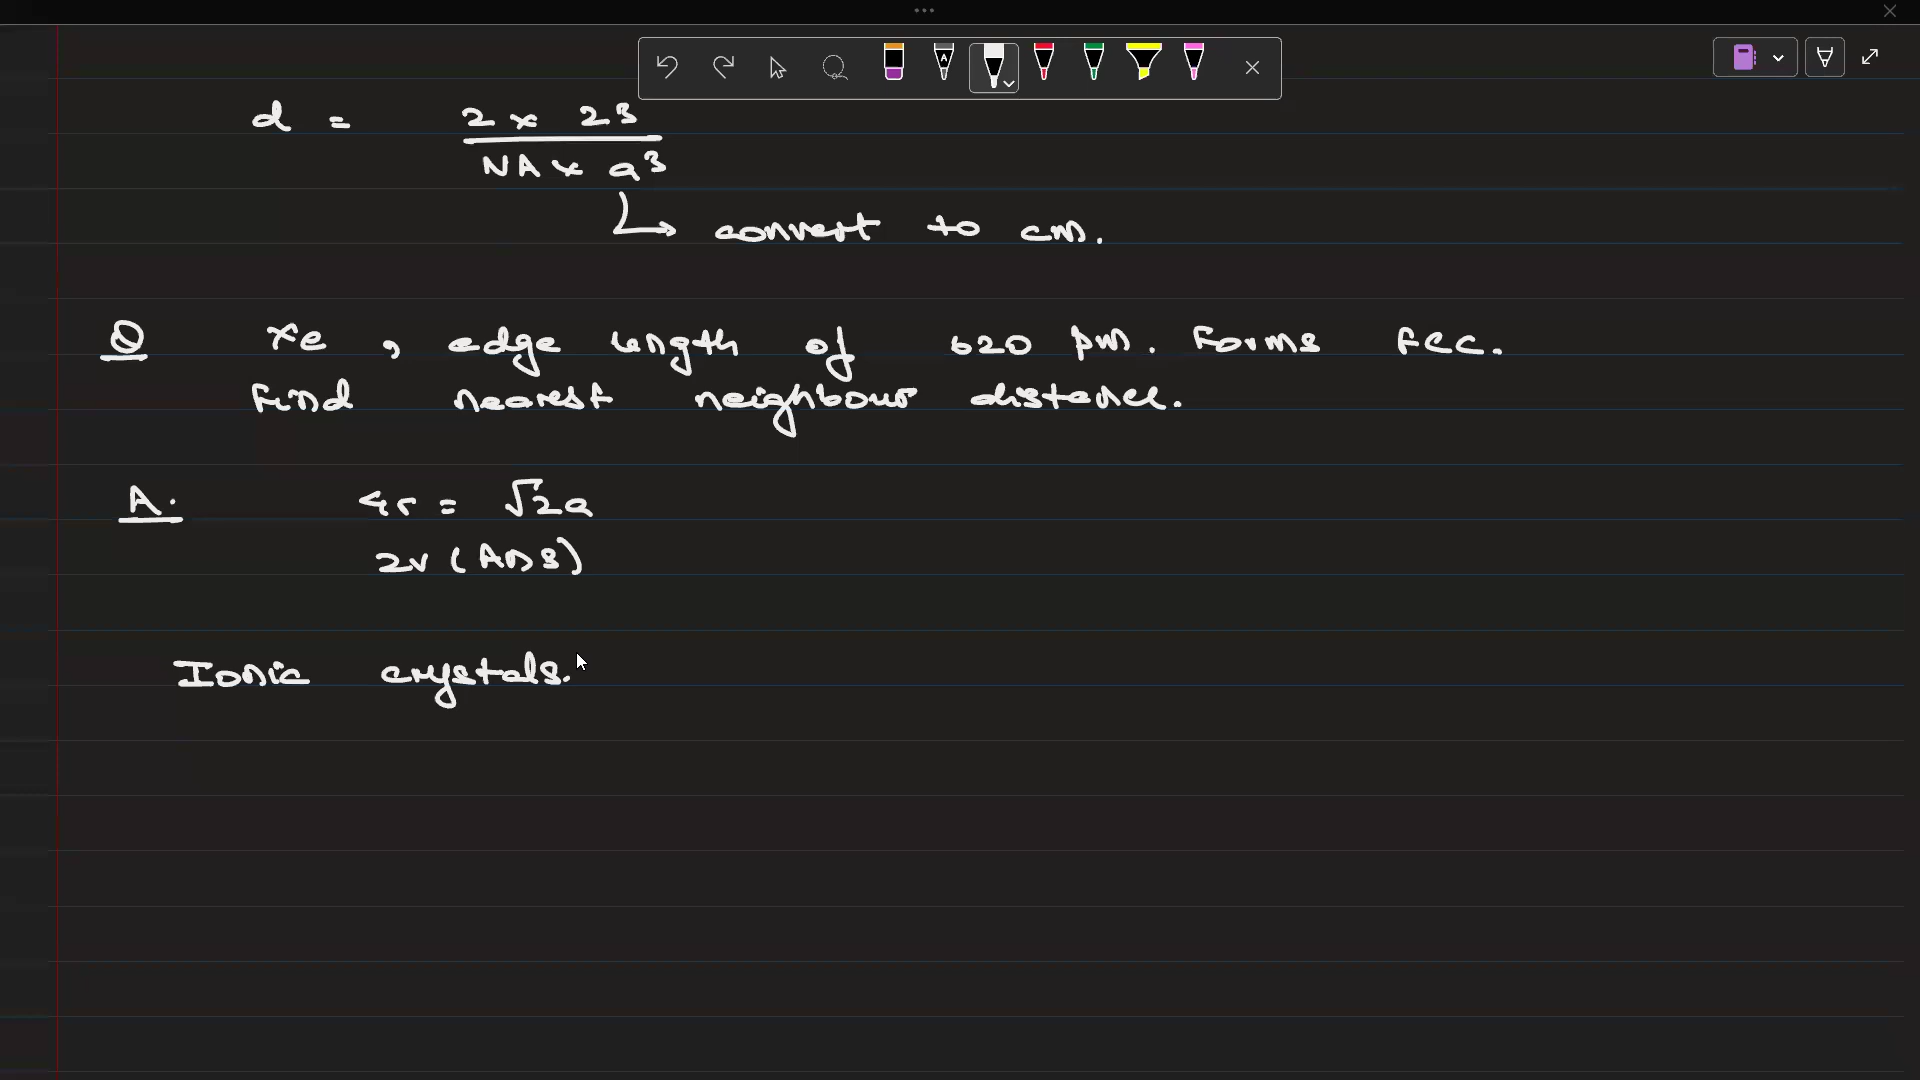 d = 2 × 23
NA × a³
↳ convert to cm.
Q Xe, edge length of 620 pm. Forms FCC.
Find nearest neighbour distance.
A. 4r = √2a
2r (Ans)
Ionic crystals.